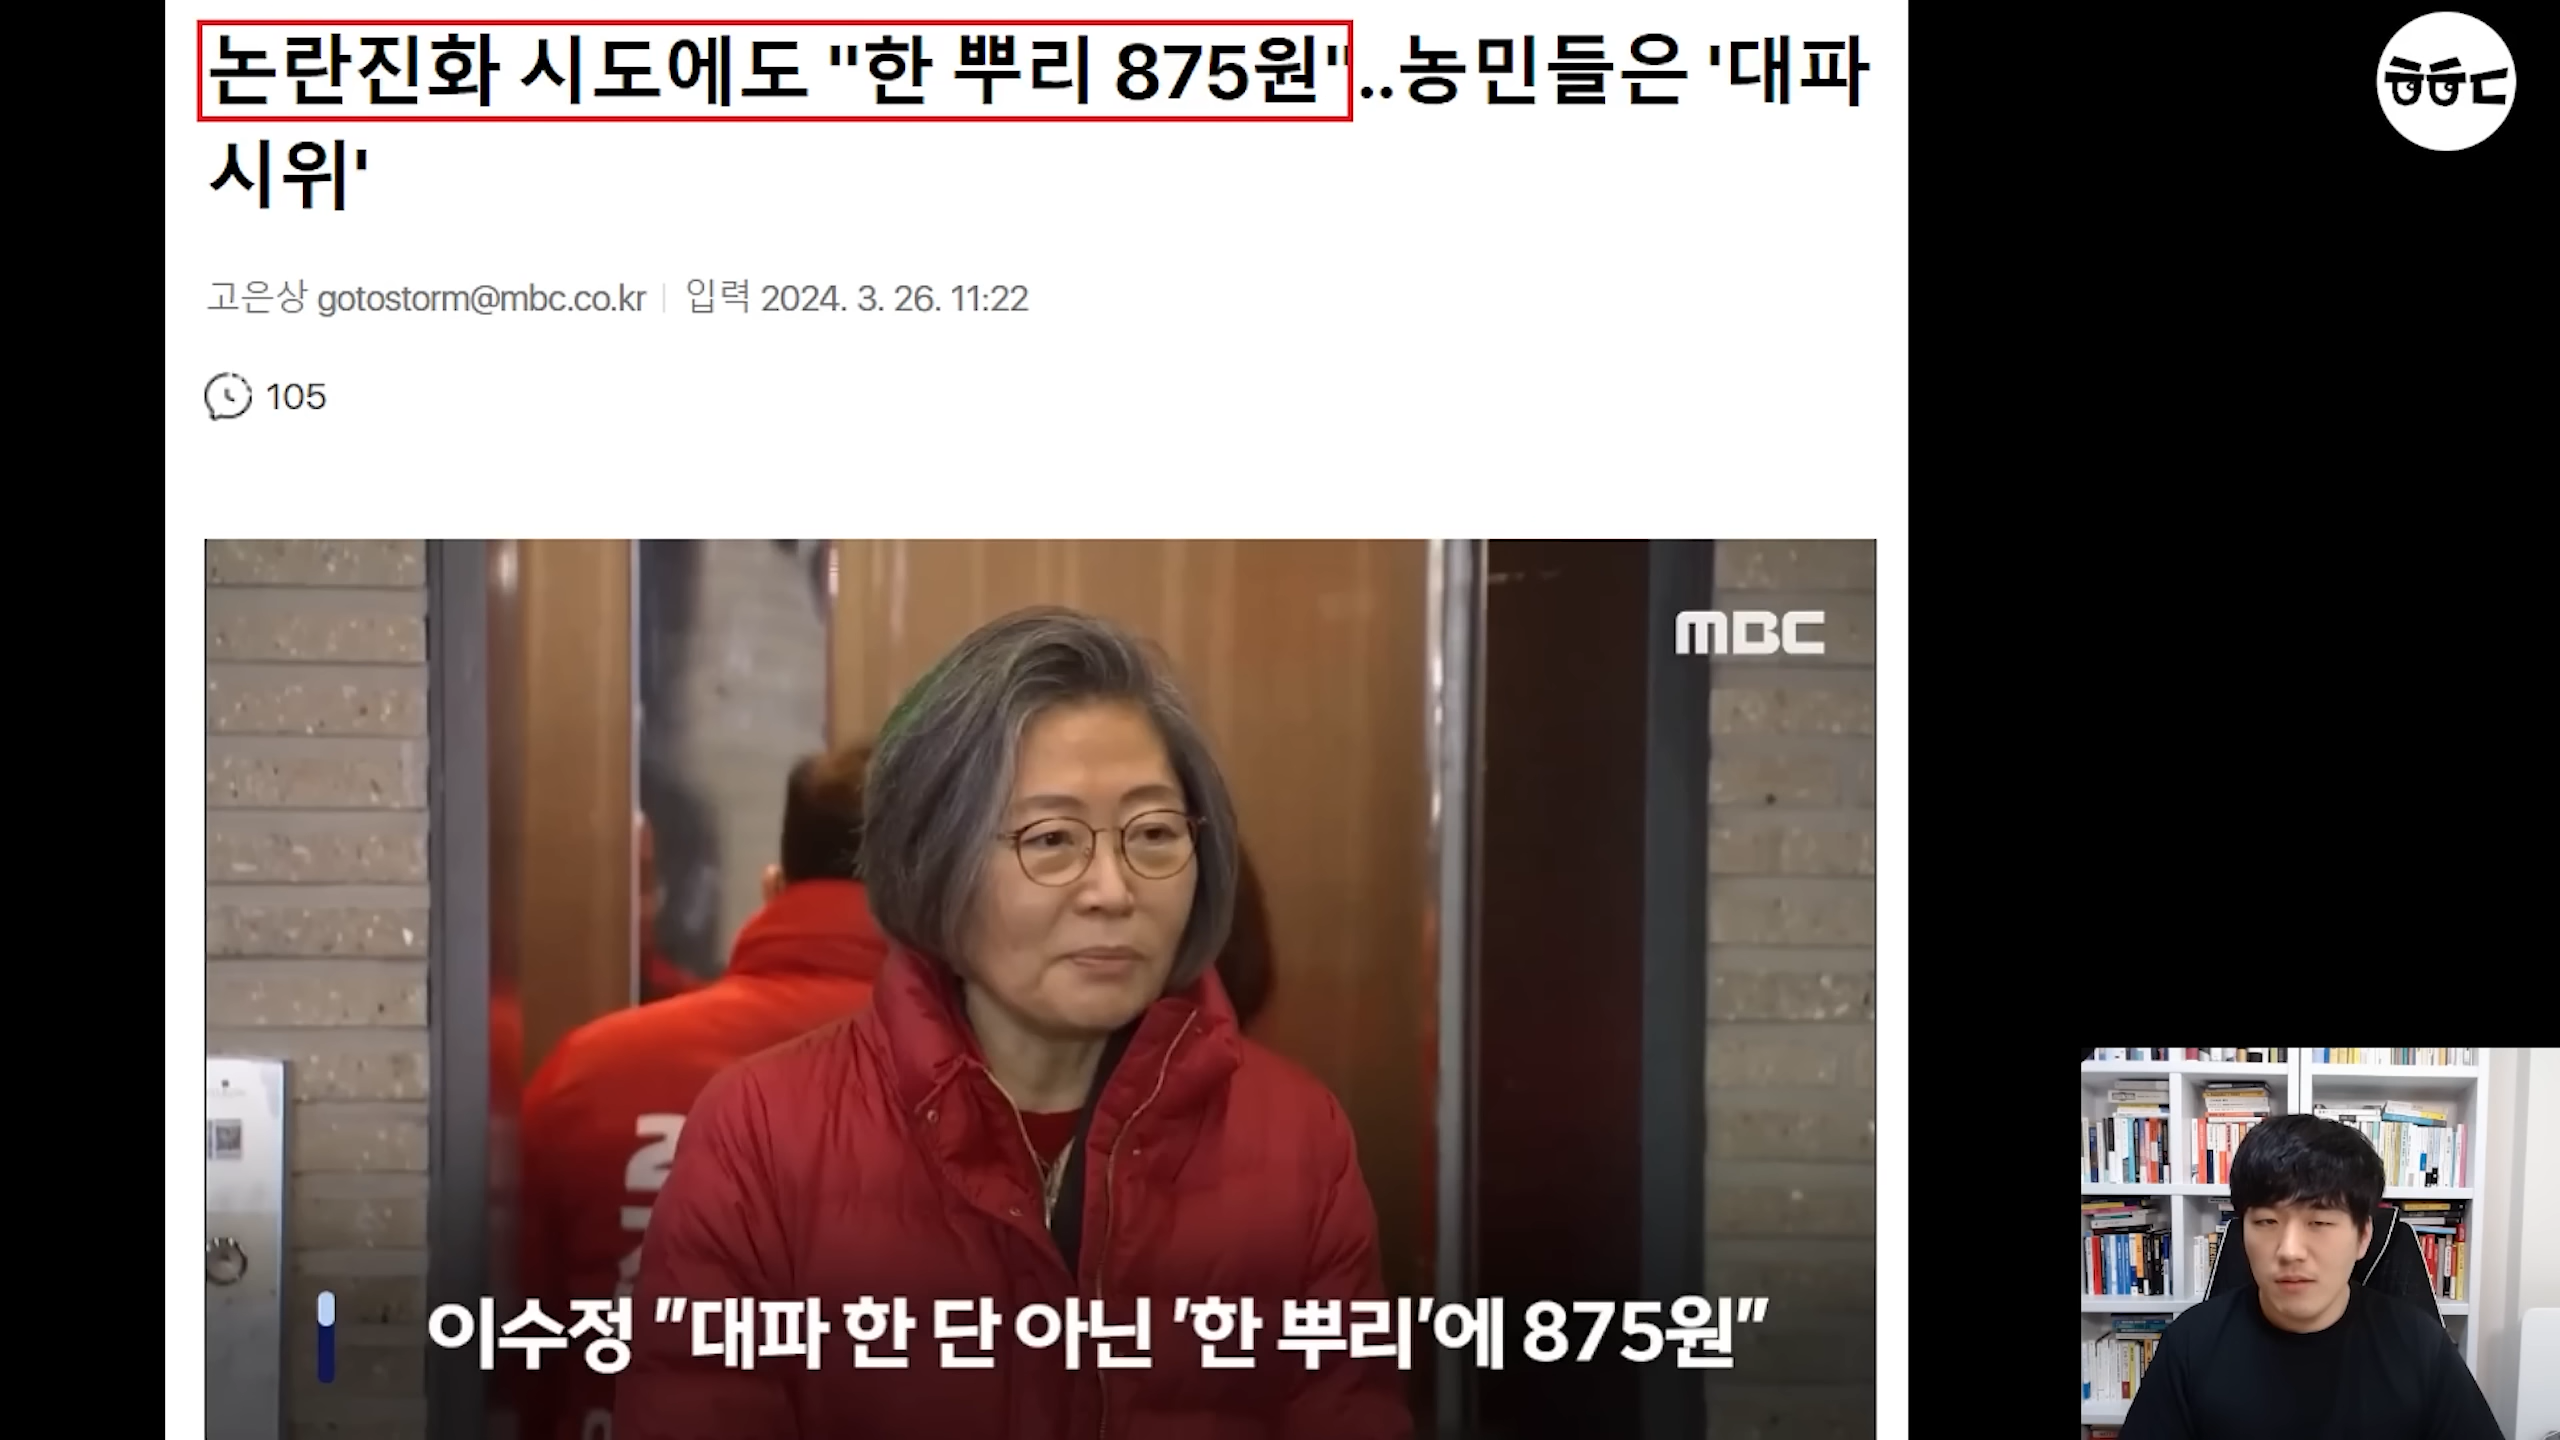 논란진화 시도에도 "한 뿌리 875원"..농민들은 '대파
시위'
고은상 gotostorm@mbc.co.kr 입력 2024. 3. 26. 11:22
105
MBC
이수정 "대파 한 단 아닌 '한 뿌리'에 875원"